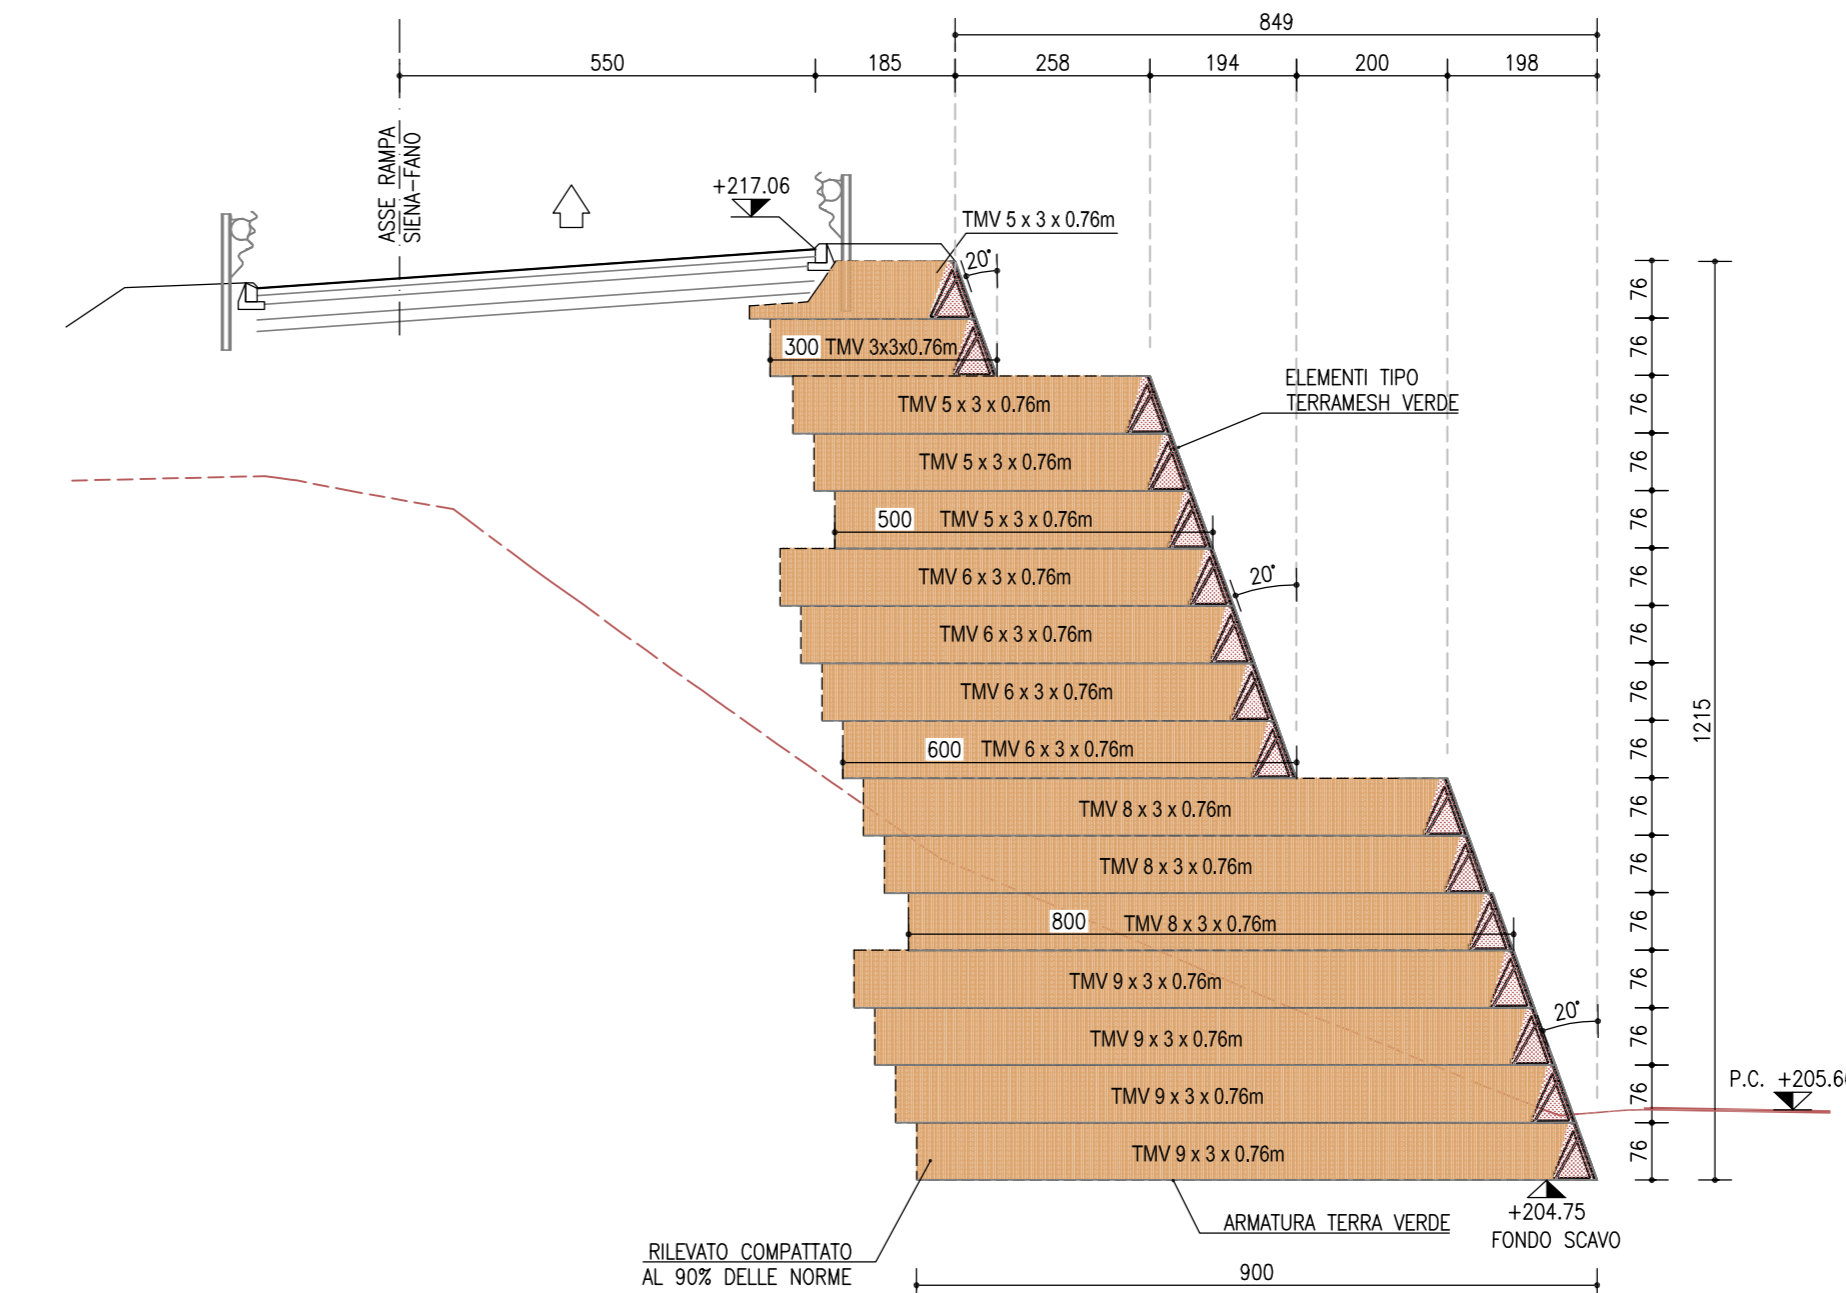 849
550
185
258
194
200
198
ASSE RAMPA
SIENA-FANO
+217.06
TMV 5 x 3 x 0.76m
20°
76
300 TMV 3x3x0.76m
76
TMV 5 x 3 x 0.76m
ELEMENTI TIPO
TERRAMESH VERDE
76
TMV 5 x 3 x 0.76m
76
500 TMV 5 x 3 x 0.76m
76
TMV 6 x 3 x 0.76m
20°
76
TMV 6 x 3 x 0.76m
76
TMV 6 x 3 x 0.76m
76
1215
600 TMV 6 x 3 x 0.76m
76
TMV 8 x 3 x 0.76m
76
TMV 8 x 3 x 0.76m
76
800 TMV 8 x 3 x 0.76m
76
TMV 9 x 3 x 0.76m
76
TMV 9 x 3 x 0.76m
20°
76
TMV 9 x 3 x 0.76m
76
P.C.
TMV 9 x 3 x 0.76m
76
+204.75
FONDO SCAVO
ARMATURA TERRA VERDE
RILEVATO COMPATTATO
AL 90% DELLE NORME
900